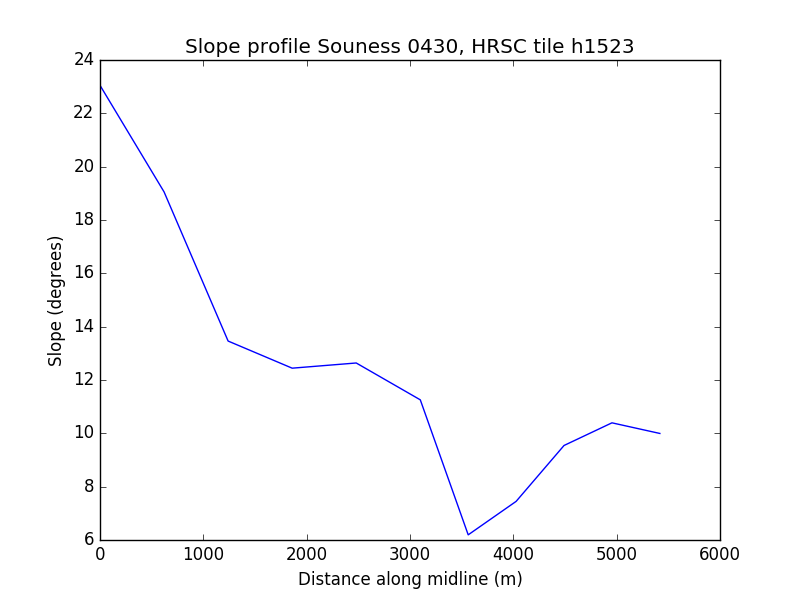 Slope profile Souness 0430, HRSC tile h1523
24
22
20
18
16
14
12
10
8
6
Slope (degrees)
0 1000 2000 3000 4000 5000 6000
Distance along midline (m)